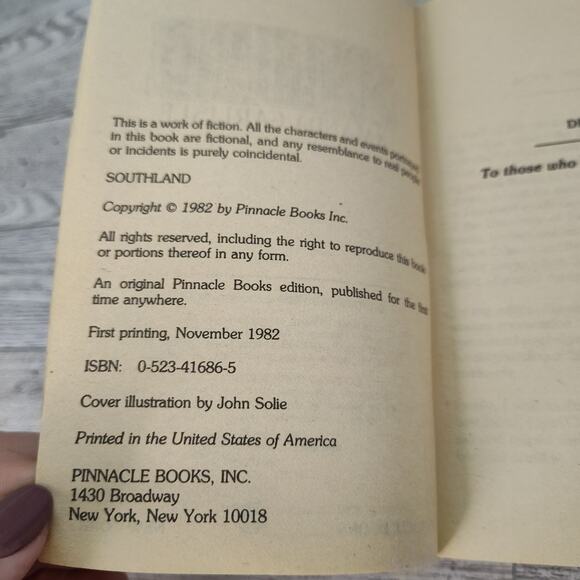 This is a work of fiction. All the characters and events portrayed
in this book are fictional, and any resemblance to real people
or incidents is purely coincidental.
SOUTHLAND
Copyright © 1982 by Pinnacle Books Inc.
All rights reserved, including the right to reproduce this book
or portions thereof in any form.
An original Pinnacle Books edition, published for the first
time anywhere.
First printing, November 1982
ISBN: 0-523-41686-5
Cover illustration by John Solie
Printed in the United States of America
PINNACLE BOOKS, INC.
1430 Broadway
New York, New York 10018
To those who